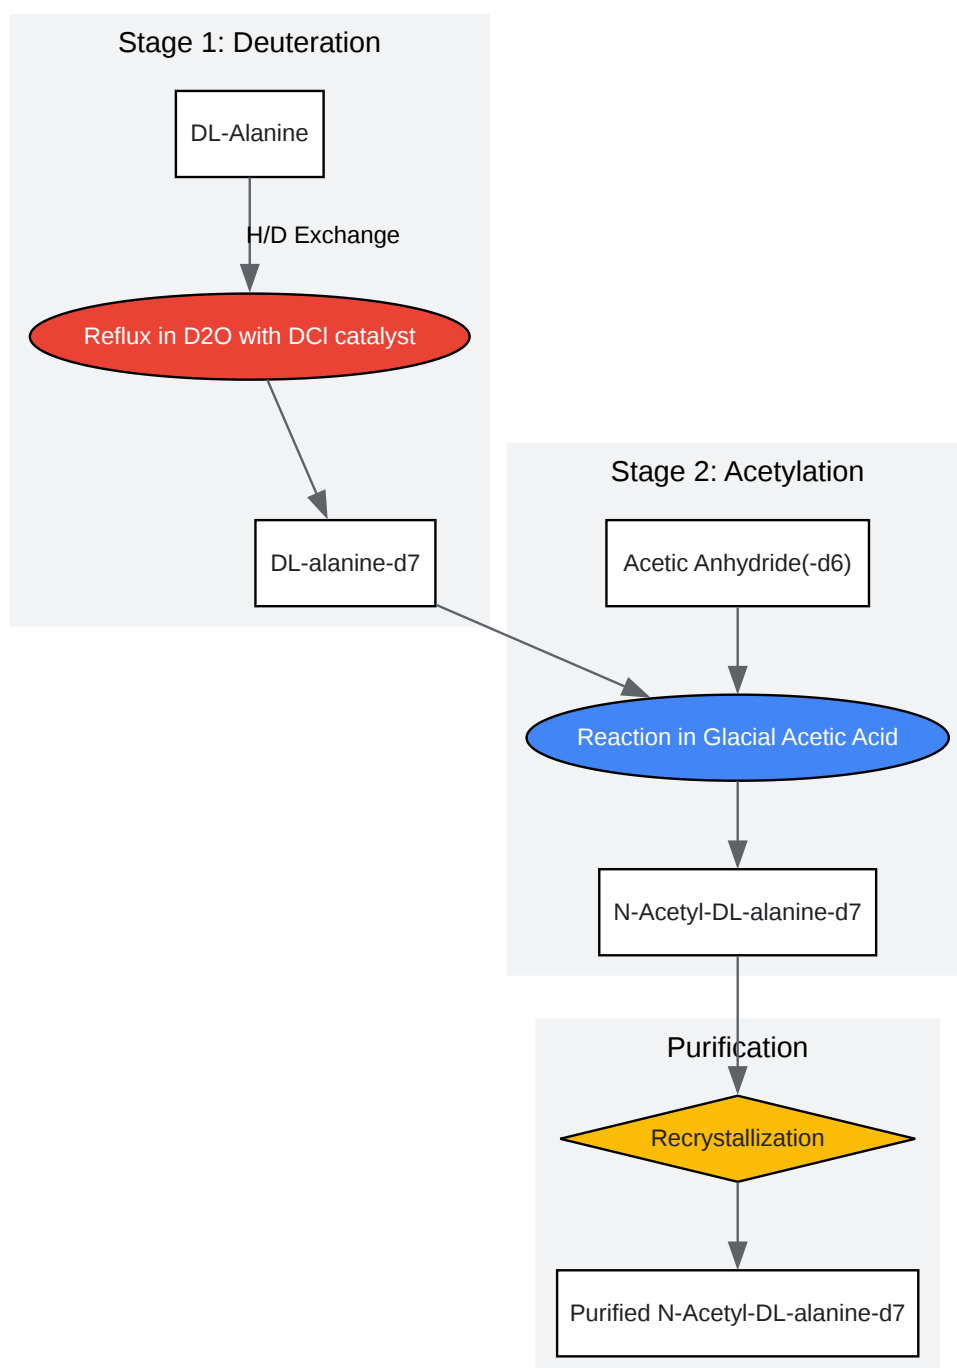 Stage 1: Deuteration
DL-Alanine
H/D Exchange
Reflux in D2O with DCl catalyst
DL-alanine-d7
Stage 2: Acetylation
Acetic Anhydride(-d6)
Reaction in Glacial Acetic Acid
N-Acetyl-DL-alanine-d7
Purification
Recrystallization
Purified N-Acetyl-DL-alanine-d7